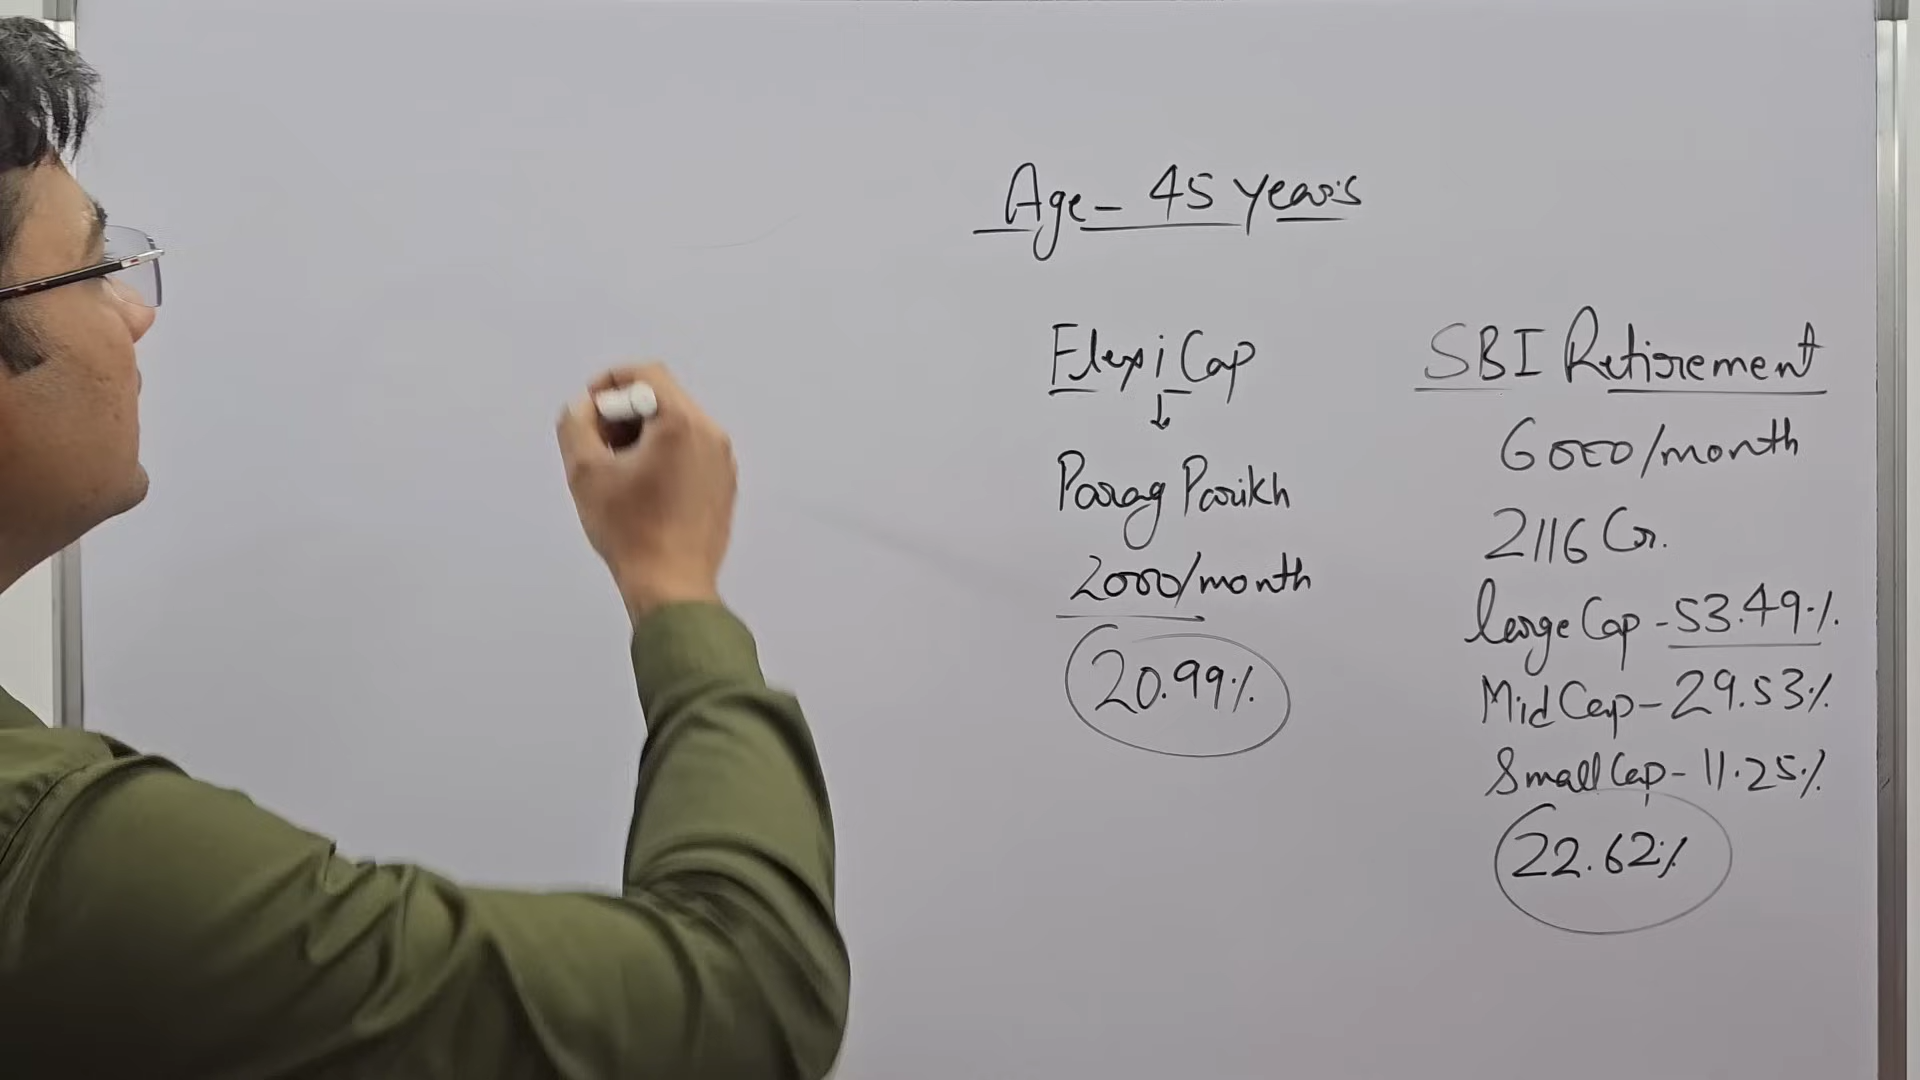 Age - 45 years
Flexi Cap
↓
Parag Parikh
2000/month
20.99%
SBI Retirement
6000/month
2116 Cr.
large Cap - 53.49%
Mid Cap - 29.53%
Small Cap - 11.25%
22.62%